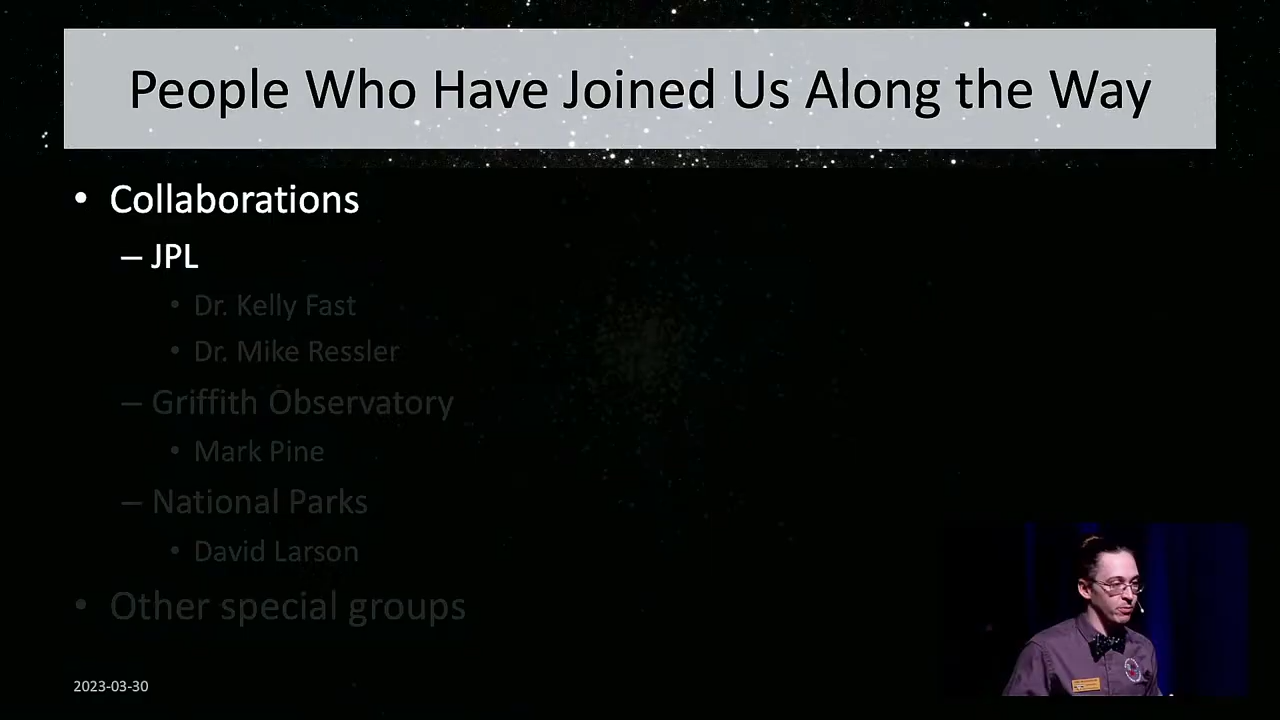 People Who Have Joined Us Along the Way
• Collaborations
– JPL
• Dr. Kelly Fast
• Dr. Mike Ressler
– Griffith Observatory
• Mark Pine
– National Parks
• David Larson
• Other special groups
2023-03-30